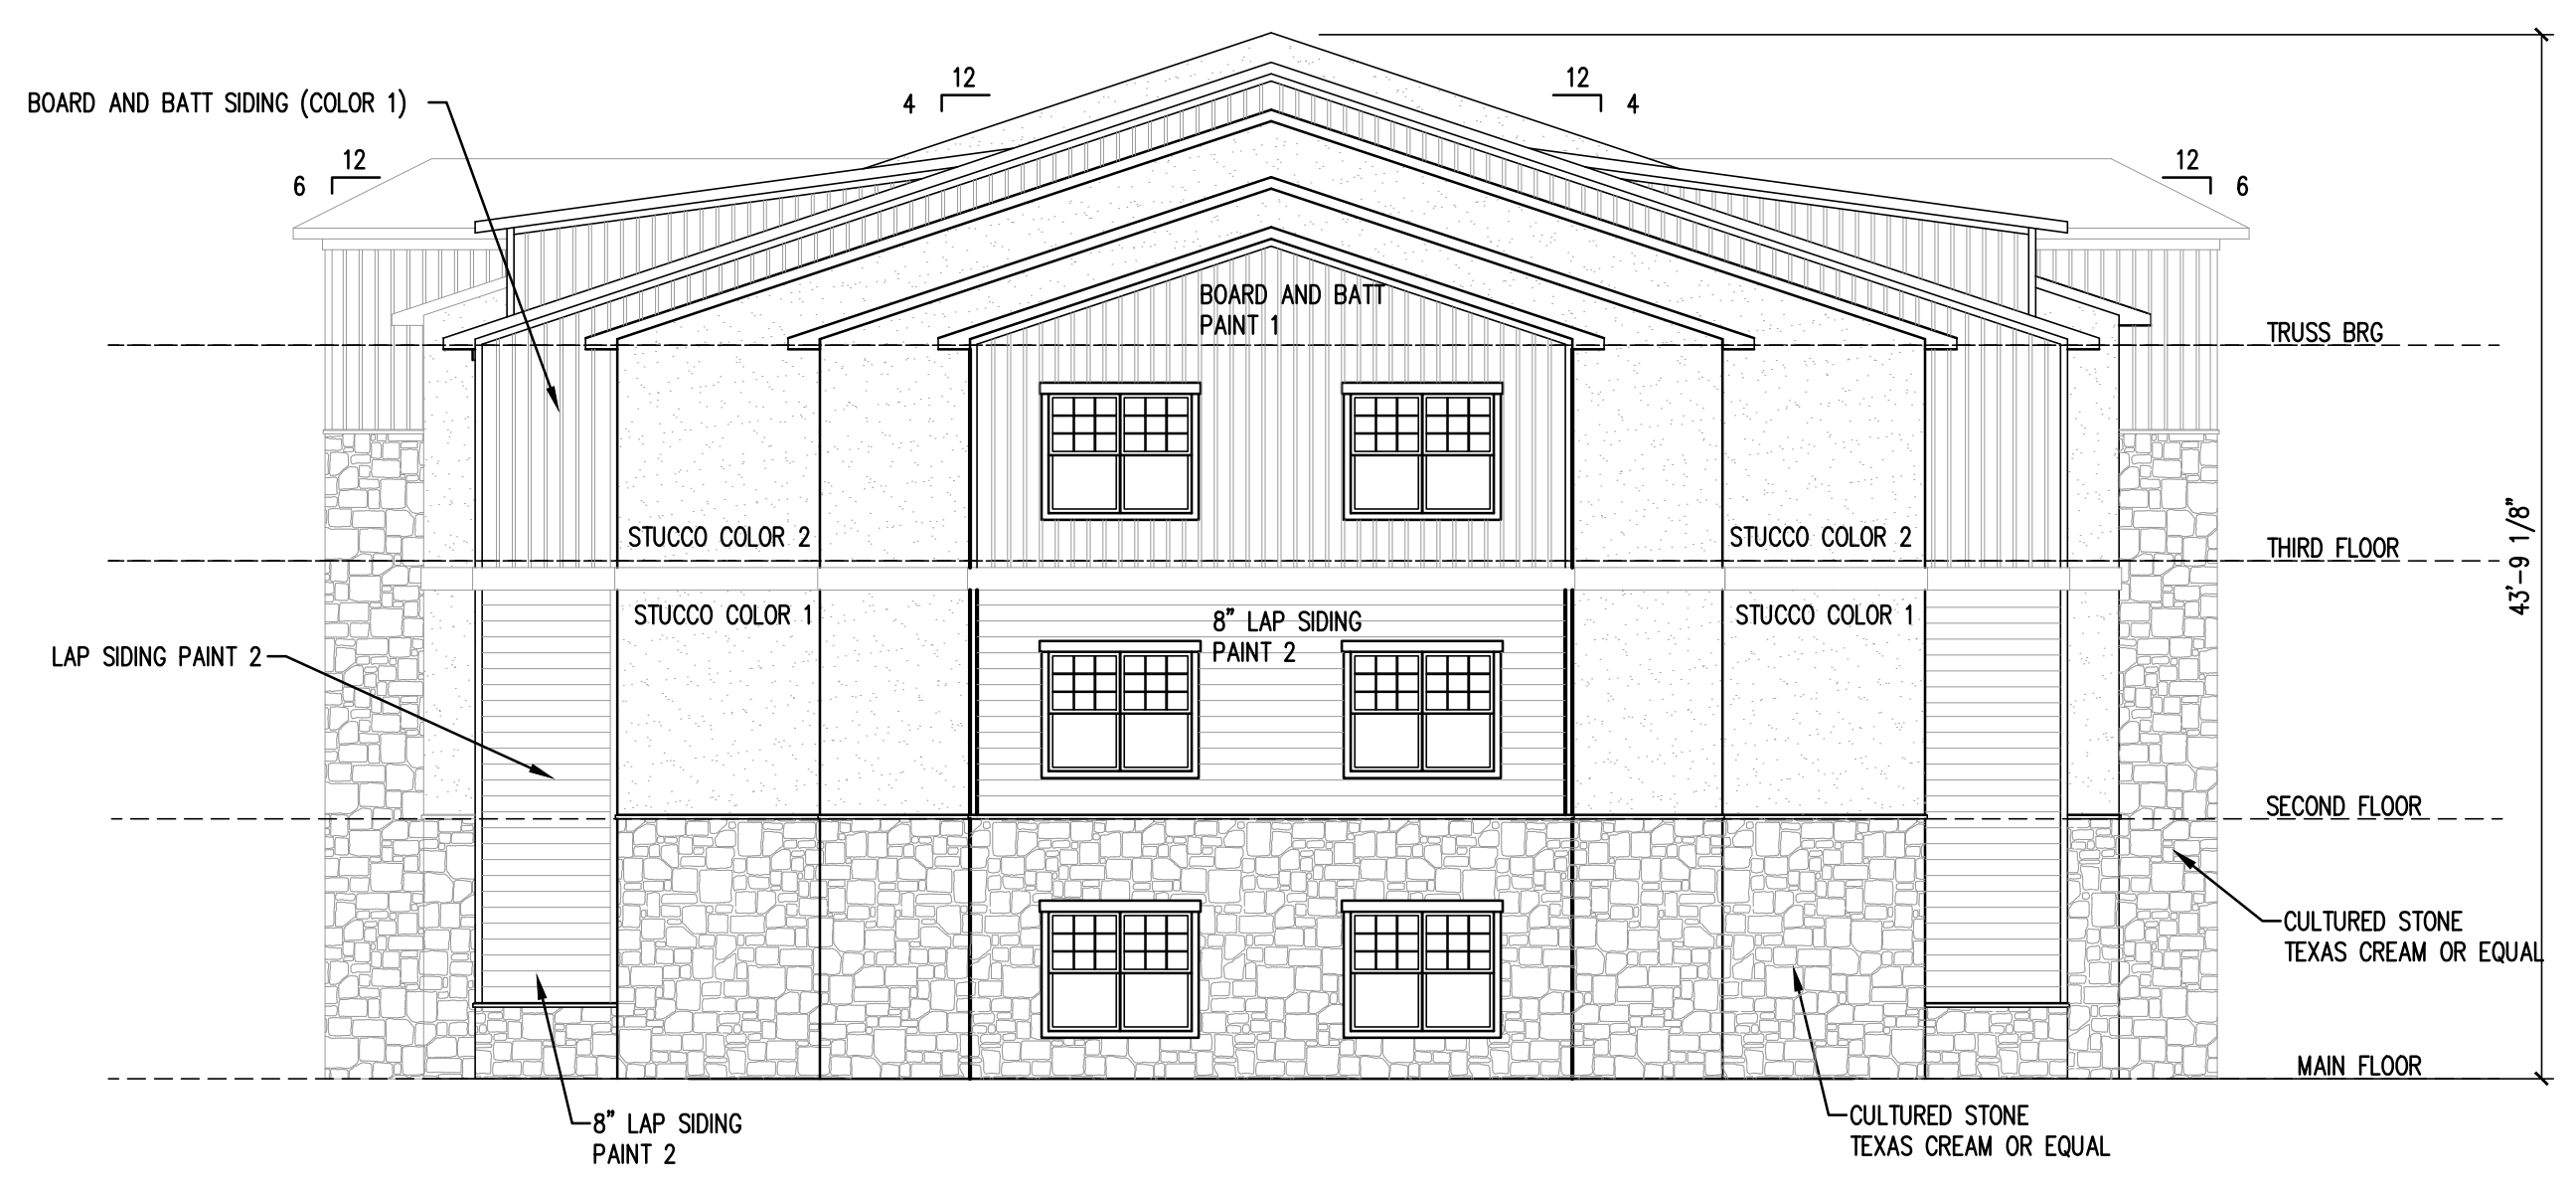 12
12
4
4
BOARD AND BATT SIDING (COLOR 1)
12
12
6
6
BOARD AND BATT
PAINT 1
TRUSS BRG
STUCCO COLOR 2
STUCCO COLOR 2
THIRD FLOOR
43'-9 1/8"
STUCCO COLOR 1
8" LAP SIDING
PAINT 2
STUCCO COLOR 1
LAP SIDING PAINT 2
SECOND FLOOR
CULTURED STONE
TEXAS CREAM OR EQUAL
MAIN FLOOR
8" LAP SIDING
PAINT 2
CULTURED STONE
TEXAS CREAM OR EQUAL